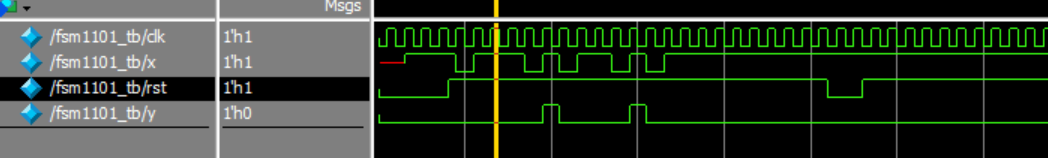 Msgs
/fsm1101_tb/clk 1'h1
/fsm1101_tb/x 1'h1
/fsm1101_tb/rst 1'h1
/fsm1101_tb/y 1'h0